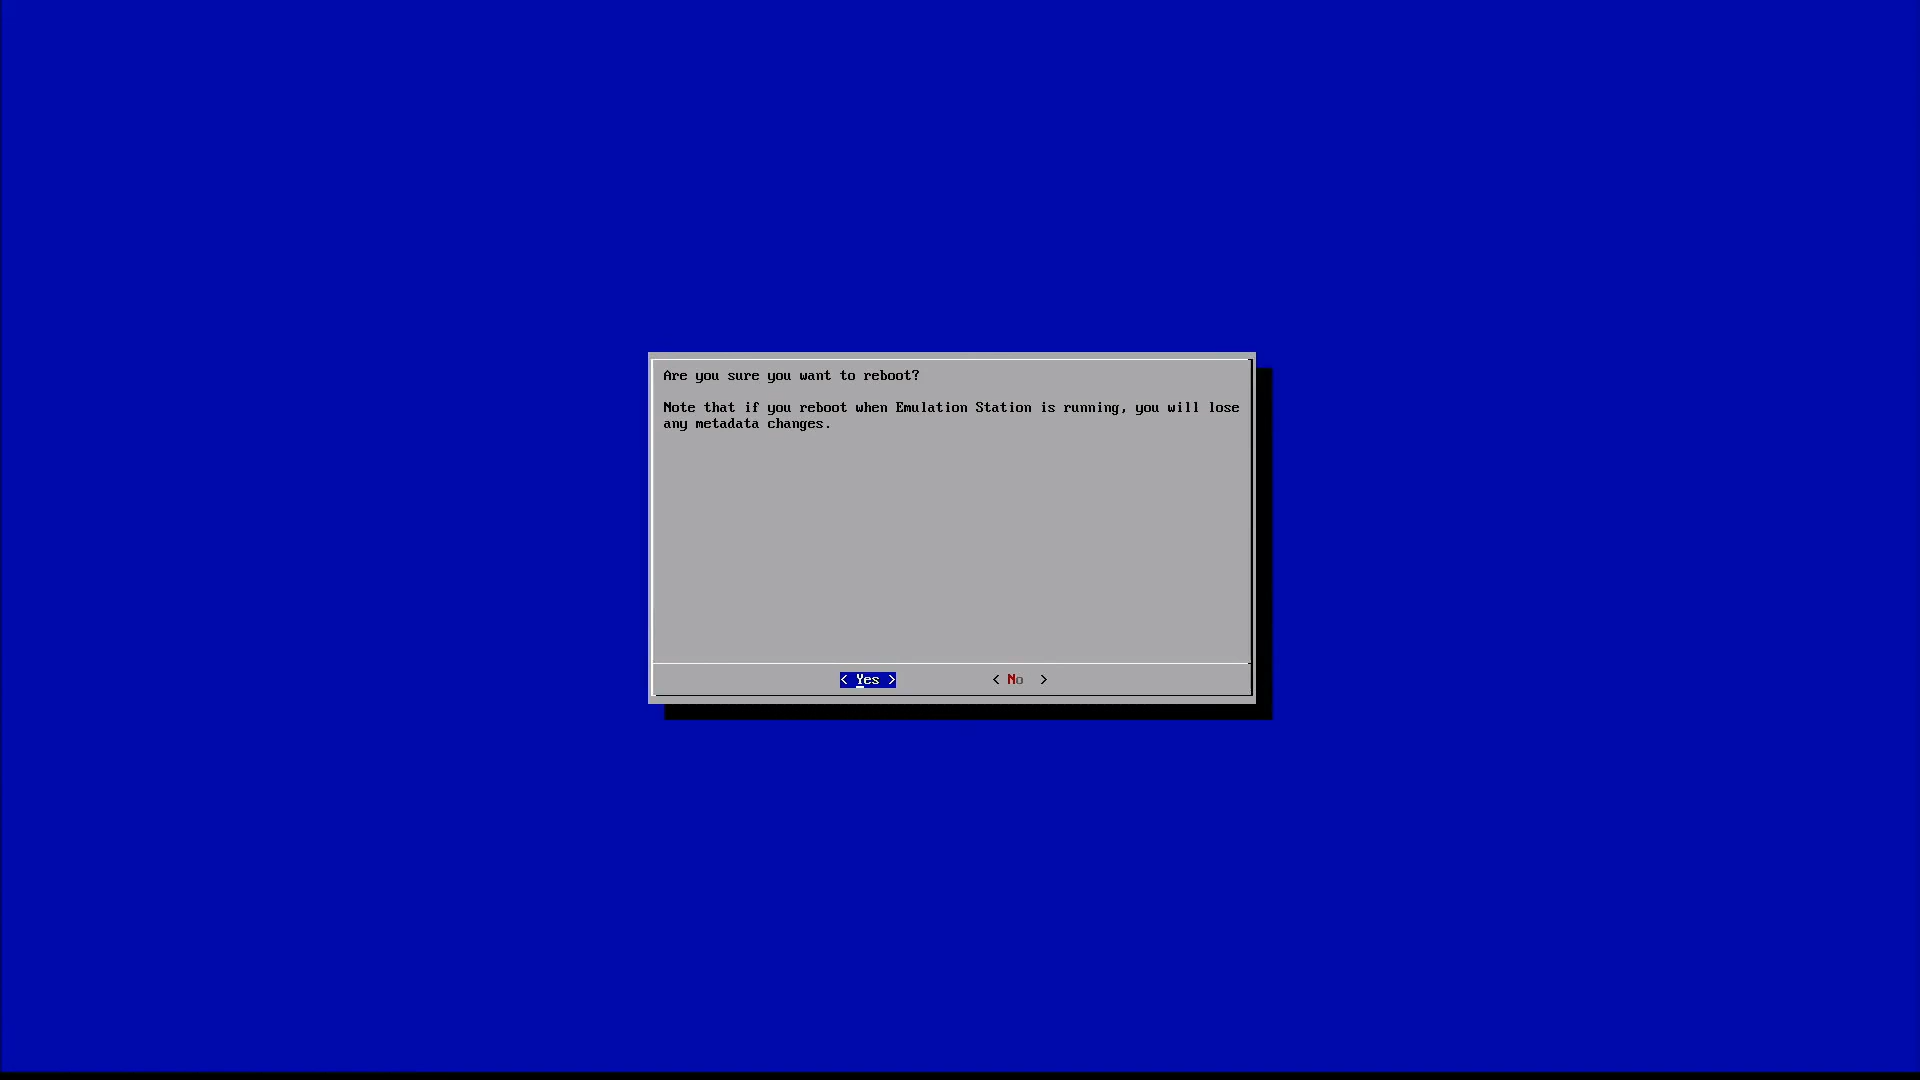 Are you sure you want to reboot?
Note that if you reboot when Emulation Station is running, you will lose
any metadata changes.
< Yes > < No >